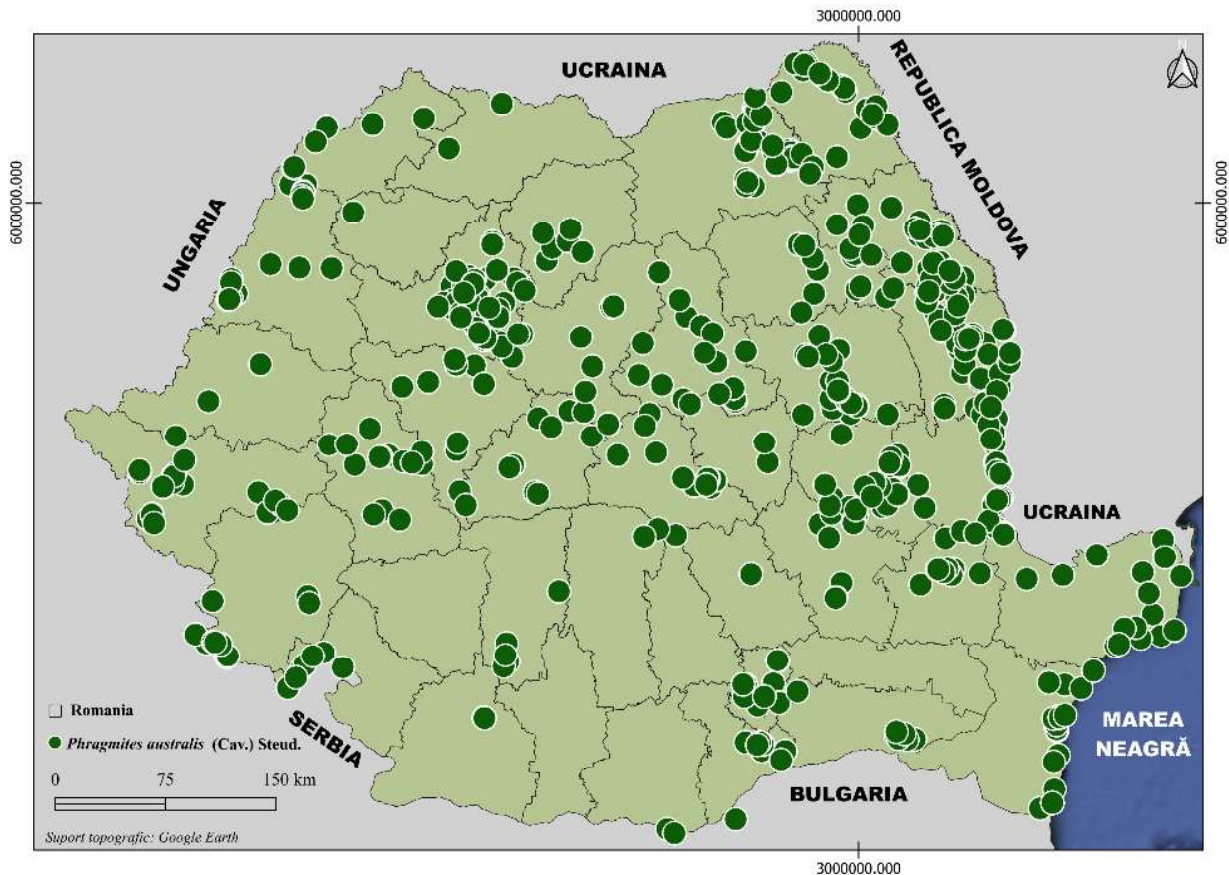 3000000.000
N
UCRAINA
REPUBLICA MOLDOVA
6000000.000
6000000.000
UNGARIA
UCRAINA
Romania
Phragmites australis (Cav.) Steud.
SERBIA
MAREA
NEAGRĂ
0 75 150 km
BULGARIA
Suport topografic: Google Earth
3000000.000